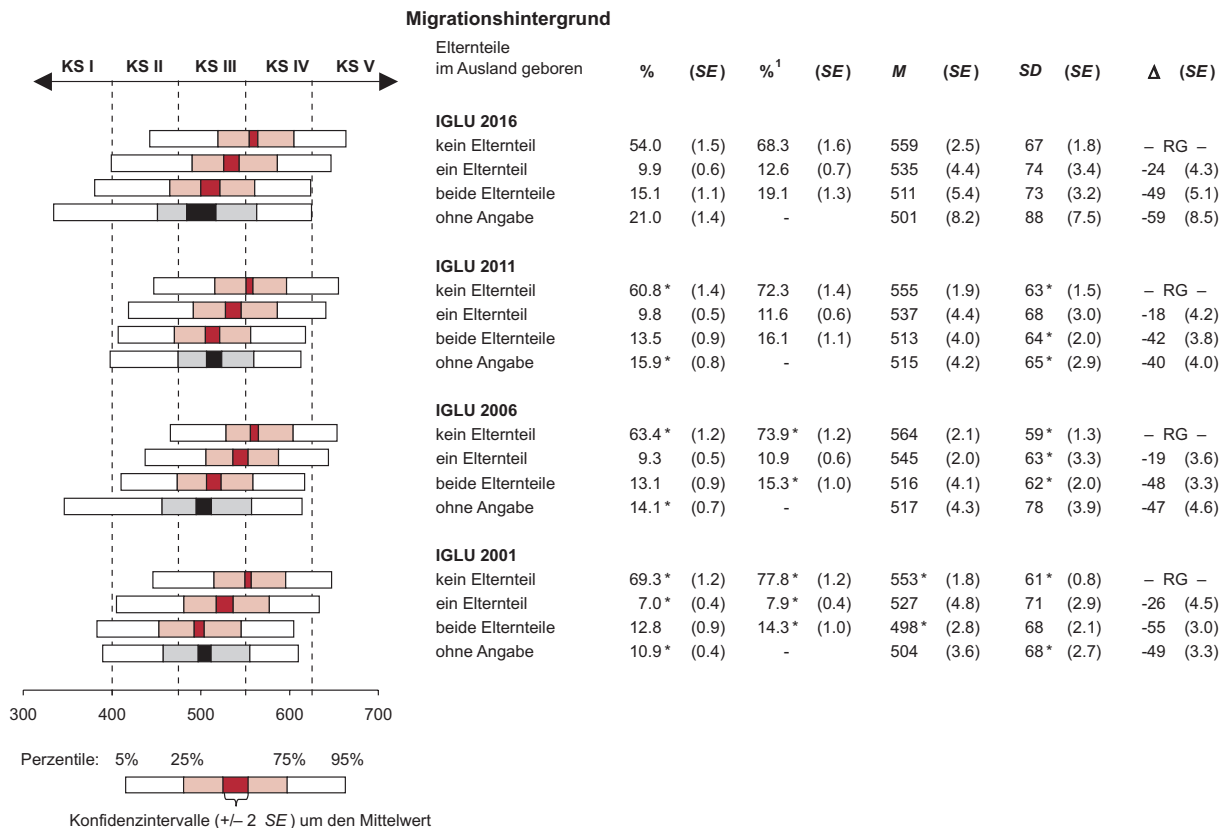 Migrationshintergrund
Elternteile
im Ausland geboren % (SE) %1 (SE) M (SE) SD (SE) Δ (SE)
KS I KS II KS III KS IV KS V
IGLU 2016
kein Elternteil 54.0 (1.5) 68.3 (1.6) 559 (2.5) 67 (1.8) – RG –
ein Elternteil 9.9 (0.6) 12.6 (0.7) 535 (4.4) 74 (3.4) -24 (4.3)
beide Elternteile 15.1 (1.1) 19.1 (1.3) 511 (5.4) 73 (3.2) -49 (5.1)
ohne Angabe 21.0 (1.4) - 501 (8.2) 88 (7.5) -59 (8.5)
IGLU 2011
kein Elternteil 60.8 * (1.4) 72.3 (1.4) 555 (1.9) 63 * (1.5) – RG –
ein Elternteil 9.8 (0.5) 11.6 (0.6) 537 (4.4) 68 (3.0) -18 (4.2)
beide Elternteile 13.5 (0.9) 16.1 (1.1) 513 (4.0) 64 * (2.0) -42 (3.8)
ohne Angabe 15.9 * (0.8) - 515 (4.2) 65 * (2.9) -40 (4.0)
IGLU 2006
kein Elternteil 63.4 * (1.2) 73.9 * (1.2) 564 (2.1) 59 * (1.3) – RG –
ein Elternteil 9.3 (0.5) 10.9 (0.6) 545 (2.0) 63 * (3.3) -19 (3.6)
beide Elternteile 13.1 (0.9) 15.3 * (1.0) 516 (4.1) 62 * (2.0) -48 (3.3)
ohne Angabe 14.1 * (0.7) - 517 (4.3) 78 (3.9) -47 (4.6)
IGLU 2001
kein Elternteil 69.3 * (1.2) 77.8 * (1.2) 553 * (1.8) 61 * (0.8) – RG –
ein Elternteil 7.0 * (0.4) 7.9 * (0.4) 527 (4.8) 71 (2.9) -26 (4.5)
beide Elternteile 12.8 (0.9) 14.3 * (1.0) 498 * (2.8) 68 (2.1) -55 (3.0)
ohne Angabe 10.9 * (0.4) - 504 (3.6) 68 * (2.7) -49 (3.3)
300 400 500 600 700
Perzentile: 5% 25% 75% 95%
Konfidenzintervalle (+/– 2 SE ) um den Mittelwert